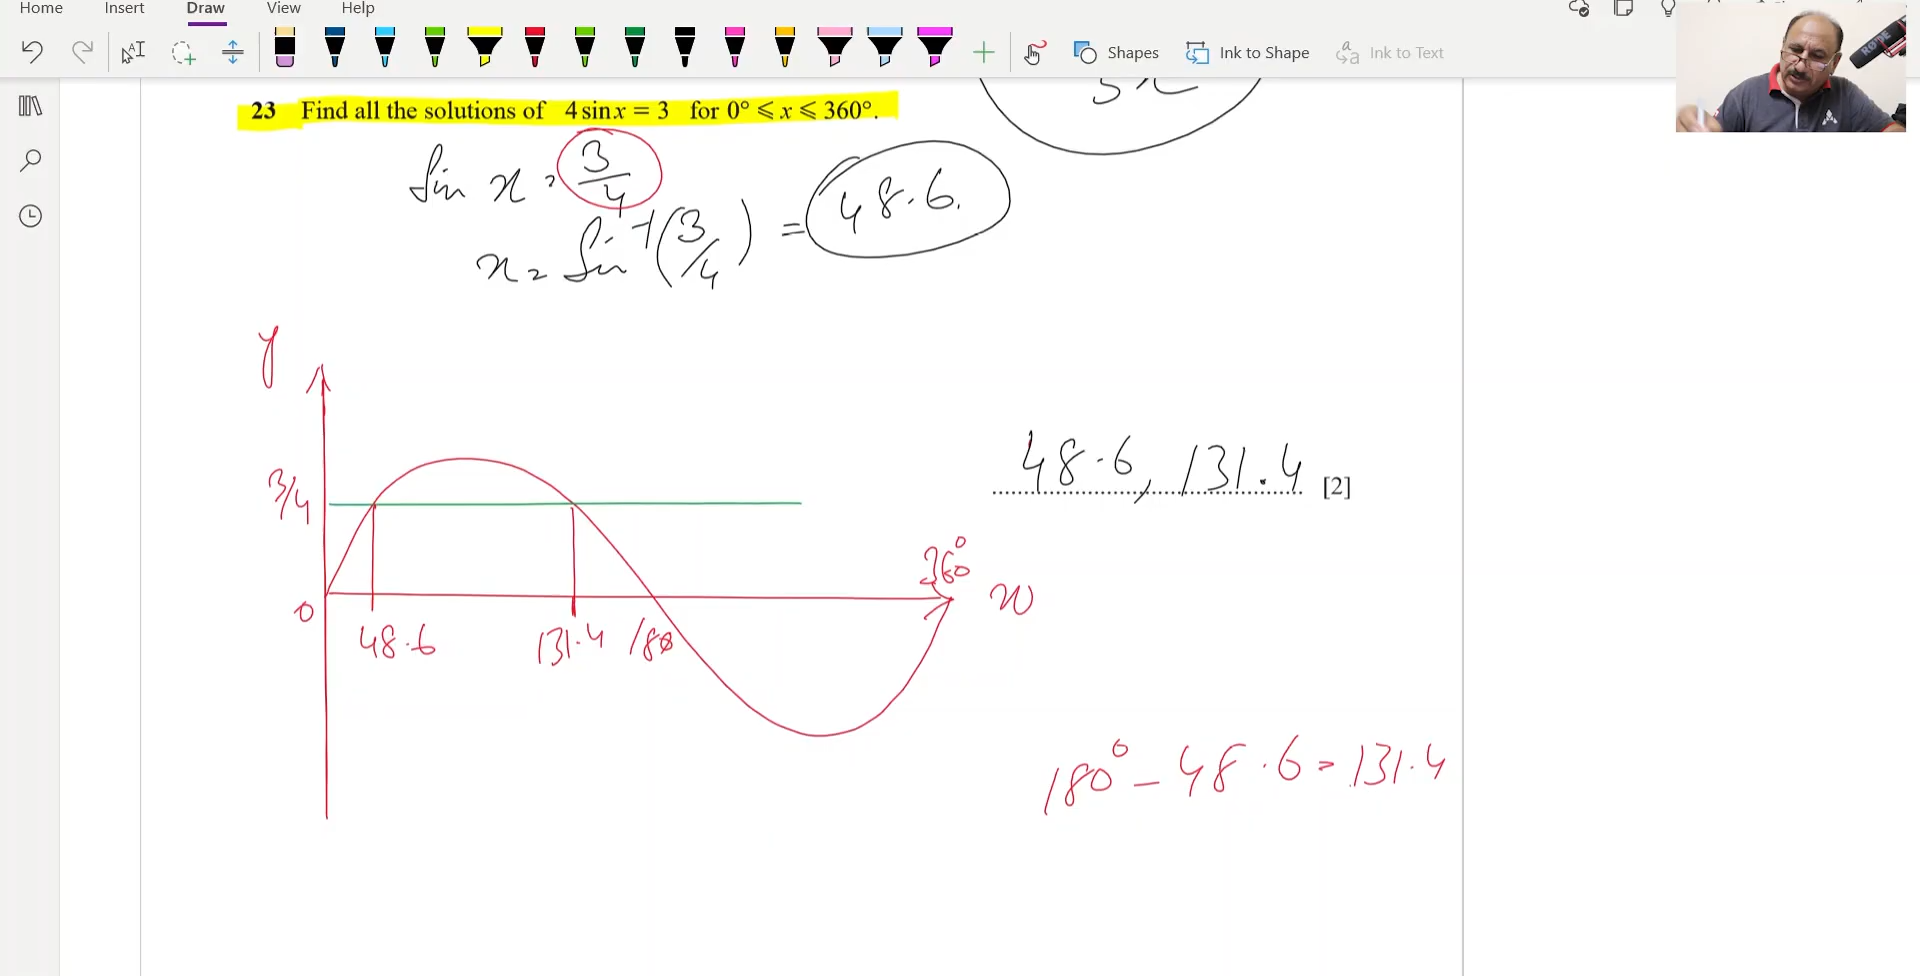 Home Insert Draw View Help
Shapes Ink to Shape Ink to Text
RØDE
3x
23 Find all the solutions of 4 sin x = 3 for 0° ⩽ x ⩽ 360°.
Sin x = 3/4
x = Sin⁻¹(3/4) = 48.6.
y
3/4
48.6, 131.4 [2]
360°
0
x
48.6 131.4 180
180° - 48.6 = 131.4